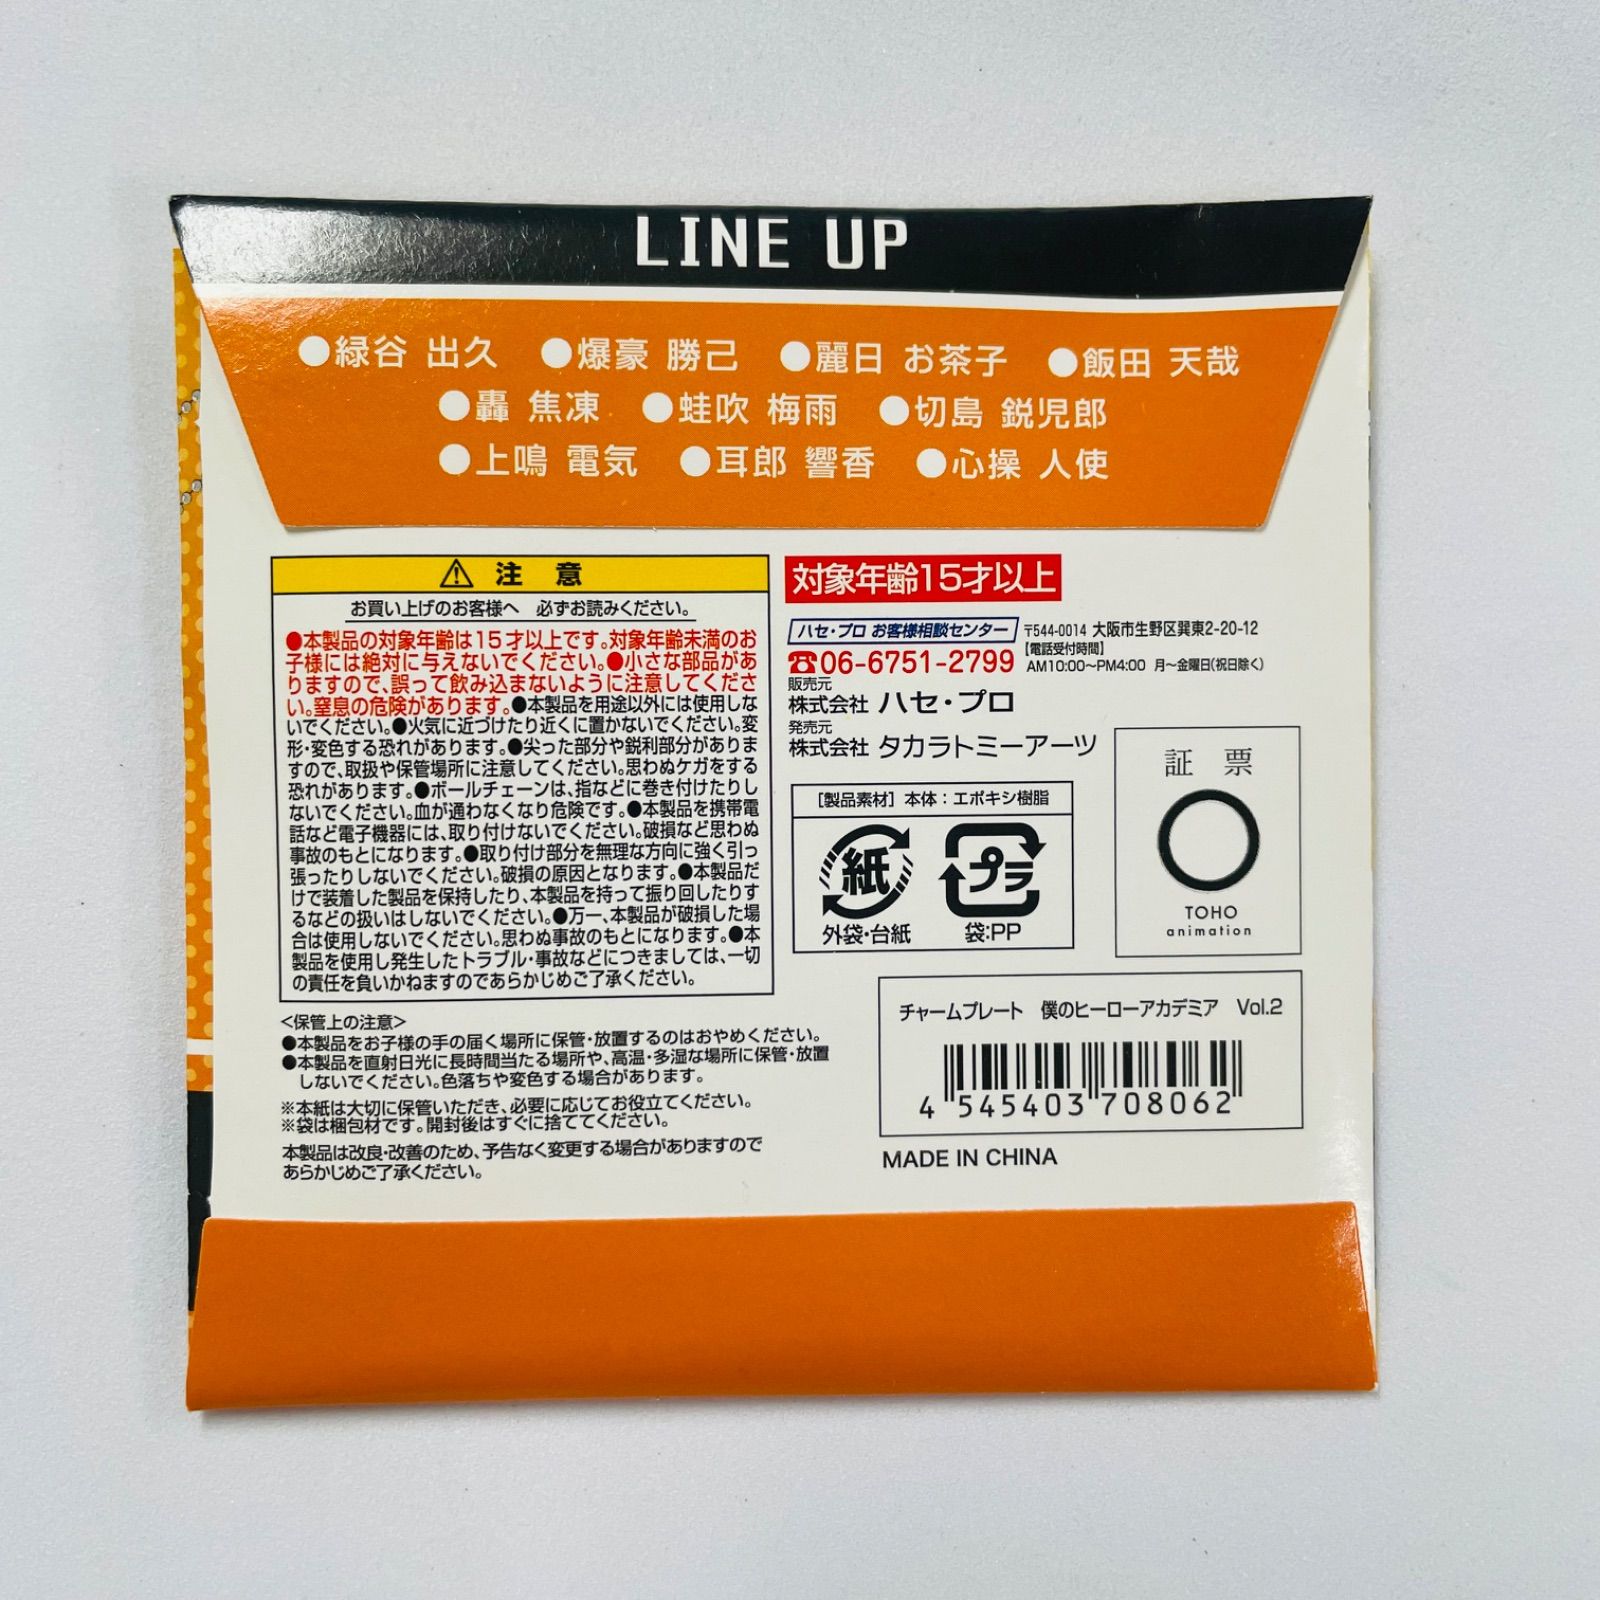 LINE UP
●緑谷 出久 ●爆豪 勝己 ●麗日 お茶子 ●飯田 天哉
●轟 焦凍 ●蛙吹 梅雨 ●切島 鋭児郎
●上鳴 電気 ●耳郎 響香 ●心操 人使
⚠ 注 意
お買い上げのお客様へ 必ずお読みください。
●本製品の対象年齢は15才以上です。対象年齢未満のお
子様には絶対に与えないでください。●小さな部品があ
りますので、誤って飲み込まないように注意してくださ
い。窒息の危険があります。●本製品を用途以外には使用しな
いでください。●火気に近づけたり近くに置かないでください。変
形・変色する恐れがあります。●尖った部分や鋭利部分がありま
すので、取扱や保管場所に注意してください。思わぬケガをする
恐れがあります。●ボールチェーンは、指などに巻き付けたりし
ないでください。血が通わなくなり危険です。●本製品を携帯電
話など電子機器には、取り付けないでください。破損など思わぬ
事故のもとになります。●取り付け部分を無理な方向に強く引っ
張ったりしないでください。破損の原因となります。●本製品だ
けで装着した製品を保持したり、本製品を持って振り回したりす
るなどの扱いはしないでください。●万一、本製品が破損した場
合は使用しないでください。思わぬ事故のもとになります。●本
製品を使用し発生したトラブル・事故などにつきましては、一切
の責任を負いかねますのであらかじめご了承ください。
<保管上の注意>
●本製品をお子様の手の届く場所に保管・放置するのはおやめください。
●本製品を直射日光に長時間当たる場所や、高温・多湿な場所に保管・放置
しないでください。色落ちや変色する場合があります。
※本紙は大切に保管いただき、必要に応じてお役立てください。
※袋は梱包材です。開封後はすぐに捨ててください。
本製品は改良・改善のため、予告なく変更する場合がありますので
あらかじめご了承ください。
対象年齢15才以上
ハセ・プロ お客様相談センター 〒544-0014 大阪市生野区巽東2-20-12
☎06-6751-2799 【電話受付時間】
AM10:00～PM4:00 月～金曜日(祝日除く)
販売元
株式会社 ハセ・プロ
発売元
株式会社 タカラトミーアーツ
[製品素材] 本体：エポキシ樹脂
紙 プラ
外袋・台紙 袋:PP
証 票
TOHO
animation
チャームプレート 僕のヒーローアカデミア Vol.2
4 545403 708062
MADE IN CHINA